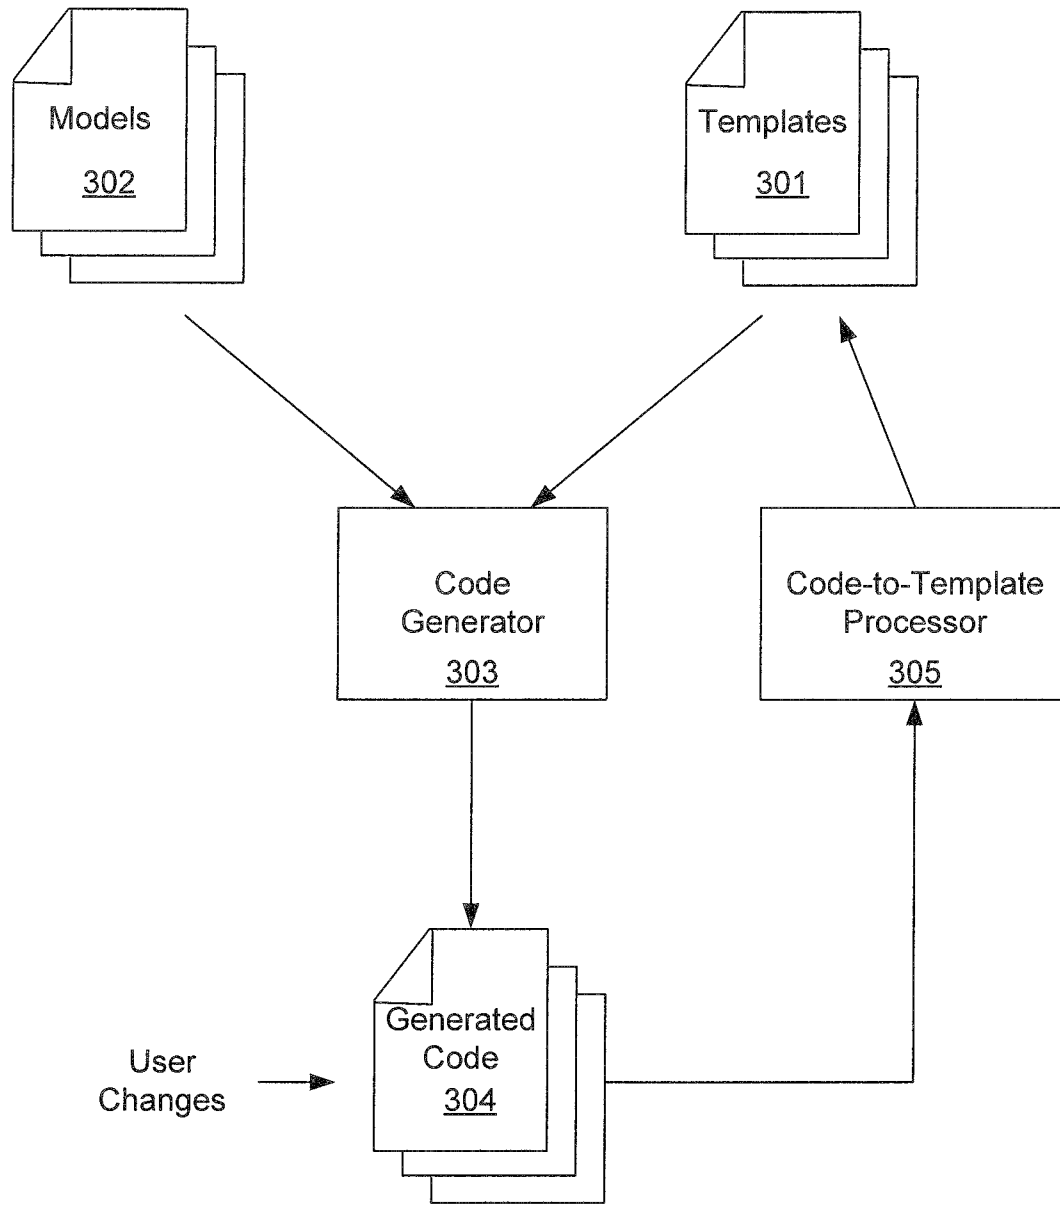 Models
302
Templates
301
Code
Generator
303
Code-to-Template
Processor
305
Generated
Code
304
User
Changes